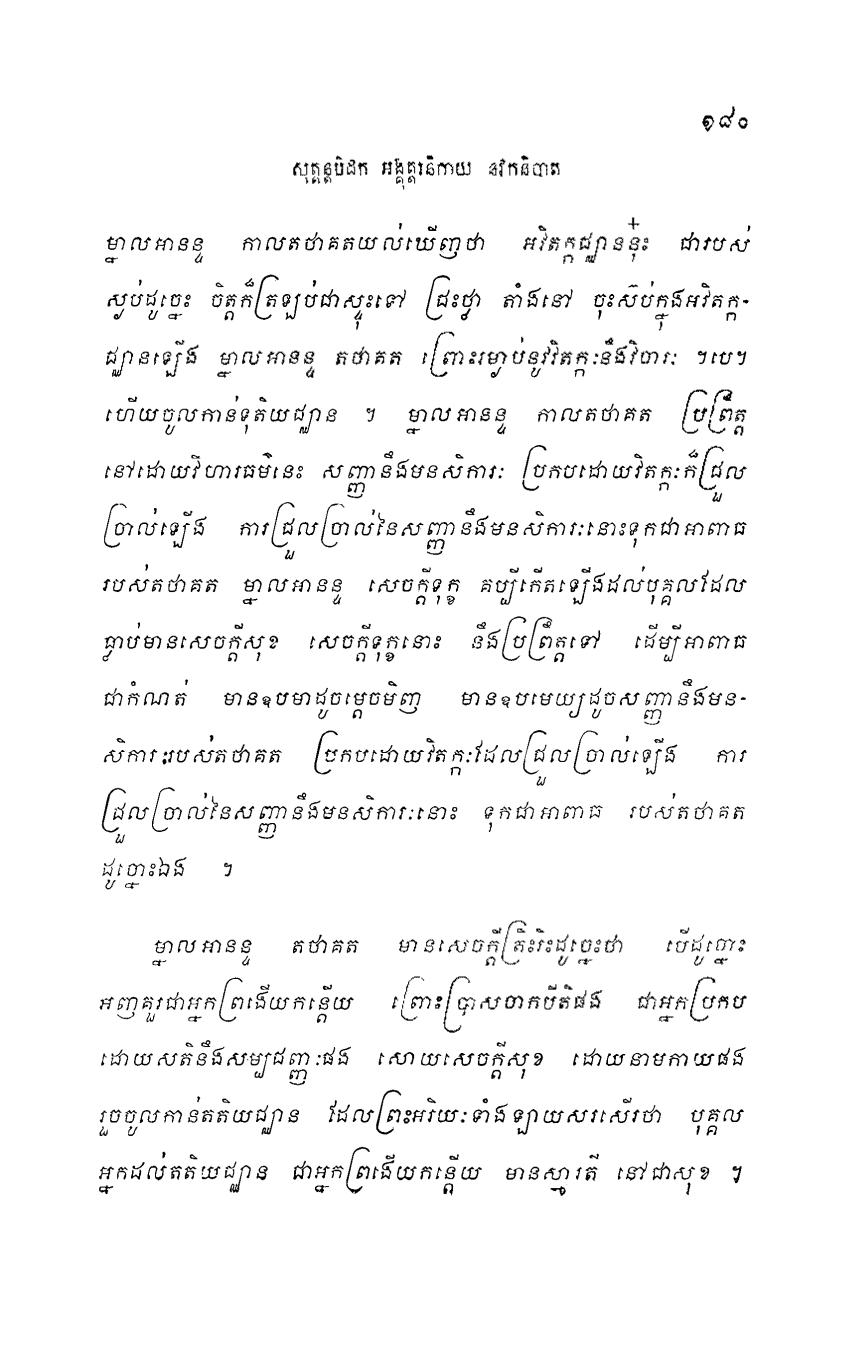 ១៨០
សុត្តន្តបិដក អង្គុត្តរនិកាយ នវកនិបាត
ម្នាលអានន្ទ កាលតថាគតយល់ឃើញថា អវិតក្កជ្ឈាននុ៎ះ ជារបស់
ស្ងប់ដូច្នេះ ចិត្តក៏ត្រឡប់ជាស្ទុះទៅ ជ្រះថ្លា តាំងនៅ ចុះស៊ប់ក្នុងអវិតក្ក-
ជ្ឈានឡើង ម្នាលអានន្ទ តថាគត ព្រោះរម្ងាប់នូវវិតក្កៈនឹងវិចារៈ ។បេ។
ហើយចូលកាន់ទុតិយជ្ឈាន ។ ម្នាលអានន្ទ កាលតថាគត ប្រព្រឹត្ត
នៅដោយវិហារធម៌នេះ សញ្ញានឹងមនសិការៈ ប្រកបដោយវិតក្កៈក៏ជ្រួល
ច្រាល់ឡើង ការជ្រួលច្រាល់នៃសញ្ញានឹងមនសិការៈនោះទុកជាអាពាធ
របស់តថាគត ម្នាលអានន្ទ សេចក្តីទុក្ខ គប្បីកើតឡើងដល់បុគ្គលដែល
ធ្លាប់មានសេចក្តីសុខ សេចក្តីទុក្ខនោះ នឹងប្រព្រឹត្តទៅ ដើម្បីអាពាធ
ជាកំណត់ មានឧបមាដូចម្តេចមិញ មានឧបមេយ្យដូចសញ្ញានឹងមន-
សិការៈរបស់តថាគត ប្រកបដោយវិតក្កៈដែលជ្រួលច្រាល់ឡើង ការ
ជ្រួលច្រាល់នៃសញ្ញានឹងមនសិការៈនោះ ទុកជាអាពាធ របស់តថាគត
ដូច្នោះឯង ។
ម្នាលអានន្ទ តថាគត មានសេចក្តីត្រិះរិះដូច្នេះថា បើដូច្នោះ
អញគួរជាអ្នកព្រងើយកន្តើយ ព្រោះប្រាសចាកបីតិផង ជាអ្នកប្រកប
ដោយសតិនឹងសម្បជញ្ញៈផង សោយសេចក្តីសុខ ដោយនាមកាយផង
រួចចូលកាន់តតិយជ្ឈាន ដែលព្រះអរិយៈទាំងឡាយសរសើរថា បុគ្គល
អ្នកដល់តតិយជ្ឈាន ជាអ្នកព្រងើយកន្តើយ មានស្មារតី នៅជាសុខ ។